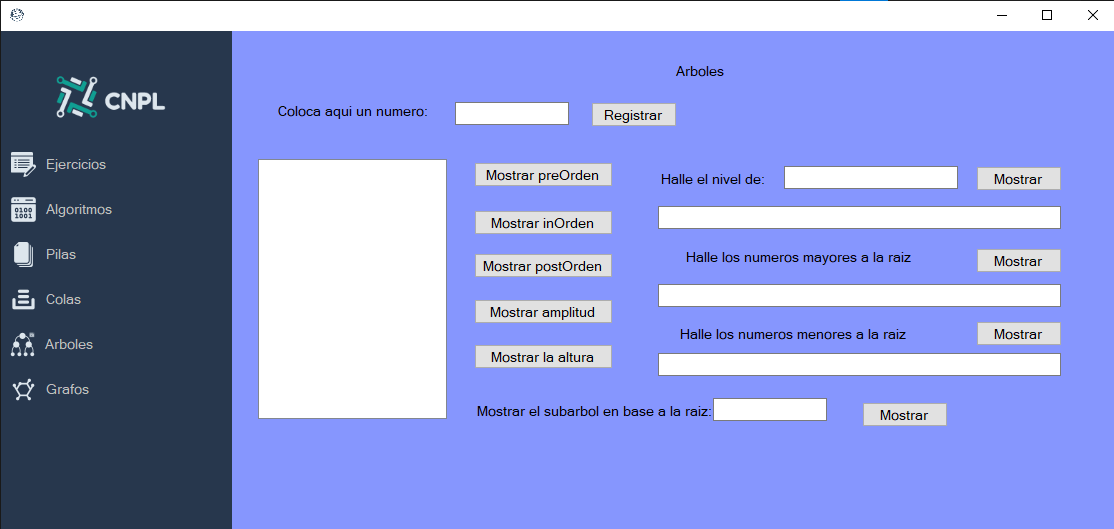 CNPL
Ejercicios
Algoritmos
Pilas
Colas
Arboles
Grafos
Arboles
Coloca aqui un numero: Registrar
Mostrar preOrden
Mostrar inOrden
Mostrar postOrden
Mostrar amplitud
Mostrar la altura
Halle el nivel de: Mostrar
Halle los numeros mayores a la raiz Mostrar
Halle los numeros menores a la raiz Mostrar
Mostrar el subarbol en base a la raiz: Mostrar